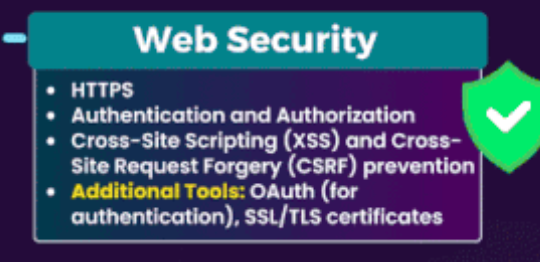 Web Security
• HTTPS
• Authentication and Authorization
• Cross-Site Scripting (XSS) and Cross-
Site Request Forgery (CSRF) prevention
• Additional Tools: OAuth (for
authentication), SSL/TLS certificates